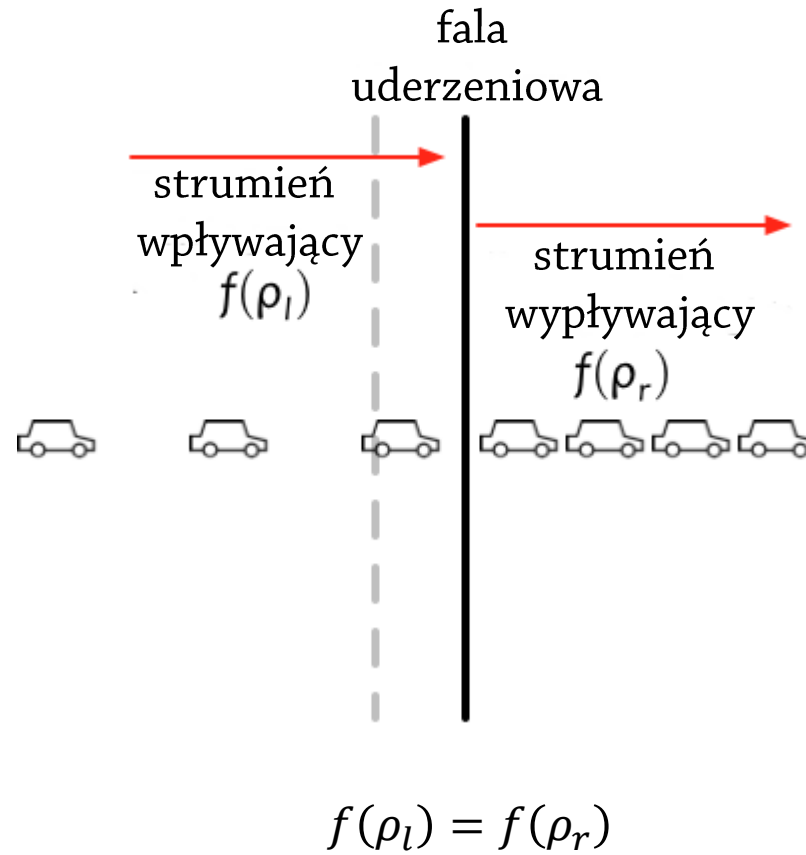 fala
uderzeniowa
strumień
wpływający
f(ρₗ)
strumień
wypływający
f(ρᵣ)
f(ρₗ) = f(ρᵣ)